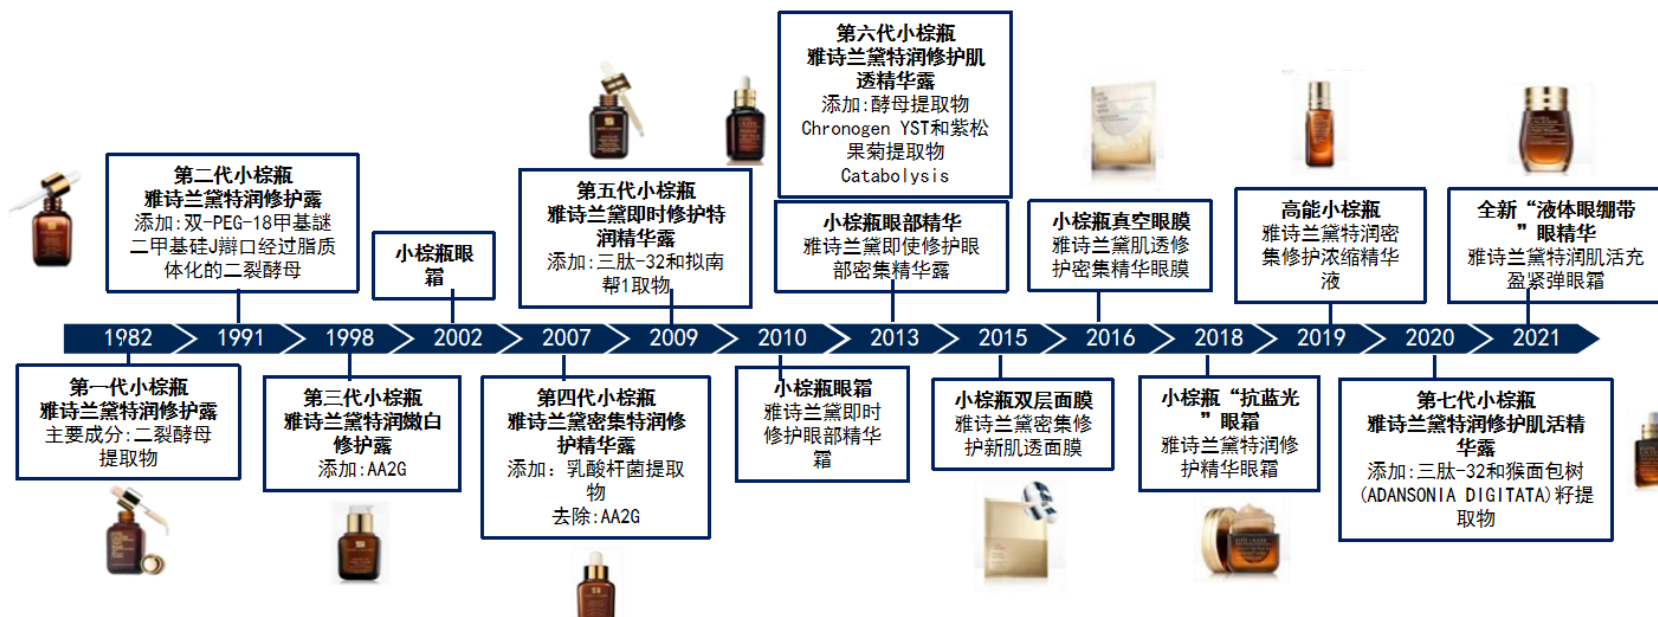 第六代小棕瓶
雅诗兰黛特润修护肌
透精华露
添加:酵母提取物
Chronogen YST和紫松
果菊提取物
Catabolysis
第二代小棕瓶
雅诗兰黛特润修护露
添加:双-PEG-18甲基謎
二甲基硅J辯口经过脂质
体化的二裂酵母
小棕瓶眼
霜
第五代小棕瓶
雅诗兰黛即时修护特
润精华露
添加:三肽-32和拟南
帮1取物
小棕瓶眼部精华
雅诗兰黛即使修护眼
部密集精华露
小棕瓶真空眼膜
雅诗兰黛肌透修
护密集精华眼膜
高能小棕瓶
雅诗兰黛特润密
集修护浓缩精华
液
全新“液体眼绷带
”眼精华
雅诗兰黛特润肌活充
盈紧弹眼霜
1982
1991
1998
2002
2007
2009
2010
2013
2015
2016
2018
2019
2020
2021
第一代小棕瓶
雅诗兰黛特润修护露
主要成分:二裂酵母
提取物
第三代小棕瓶
雅诗兰黛特润嫩白
修护露
添加:AA2G
第四代小棕瓶
雅诗兰黛密集特润修
护精华露
添加：乳酸杆菌提取
物
去除:AA2G
小棕瓶眼霜
雅诗兰黛即时
修护眼部精华
霜
小棕瓶双层面膜
雅诗兰黛密集修
护新肌透面膜
小棕瓶“抗蓝光
”眼霜
雅诗兰黛特润修
护精华眼霜
第七代小棕瓶
雅诗兰黛特润修护肌活精
华露
添加:三肽-32和猴面包树
(ADANSONIA DIGITATA)籽提
取物